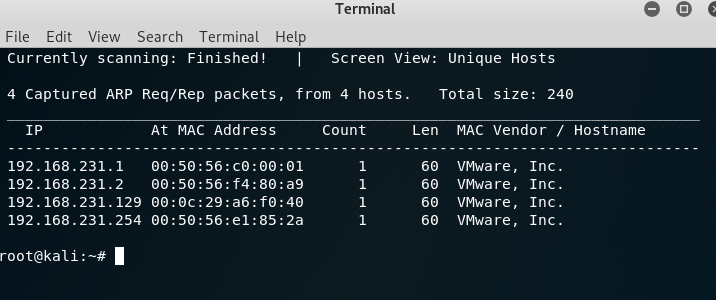 Terminal
File Edit View Search Terminal Help
Currently scanning: Finished! | Screen View: Unique Hosts
4 Captured ARP Req/Rep packets, from 4 hosts. Total size: 240
_____________________________________________________________________________
IP At MAC Address Count Len MAC Vendor / Hostname
-----------------------------------------------------------------------------
192.168.231.1 00:50:56:c0:00:01 1 60 VMware, Inc.
192.168.231.2 00:50:56:f4:80:a9 1 60 VMware, Inc.
192.168.231.129 00:0c:29:a6:f0:40 1 60 VMware, Inc.
192.168.231.254 00:50:56:e1:85:2a 1 60 VMware, Inc.
root@kali:~#